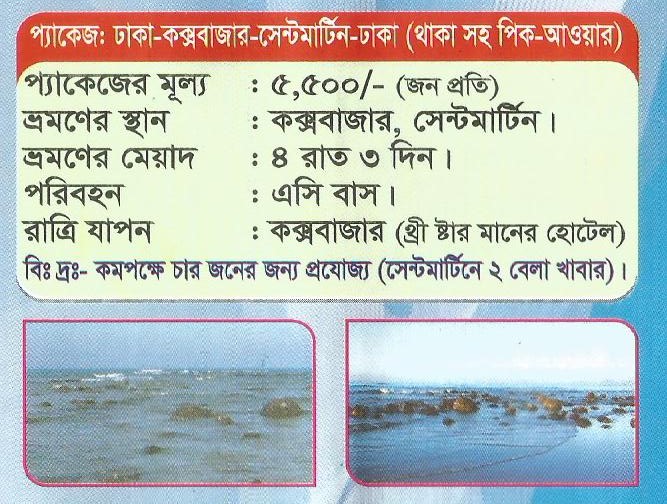 প্যাকেজ: ঢাকা-কক্সবাজার-সেন্টমার্টিন-ঢাকা (থাকা সহ পিক-আওয়ার)
প্যাকেজের মূল্য : ৫,৫০০/- (জন প্রতি)
ভ্রমণের স্থান : কক্সবাজার, সেন্টমার্টিন।
ভ্রমণের মেয়াদ : ৪ রাত ৩ দিন।
পরিবহন : এসি বাস।
রাত্রি যাপন : কক্সবাজার (থ্রী ষ্টার মানের হোটেল)
বিঃ দ্রঃ- কমপক্ষে চার জনের জন্য প্রযোজ্য (সেন্টমার্টিনে ২ বেলা খাবার)।